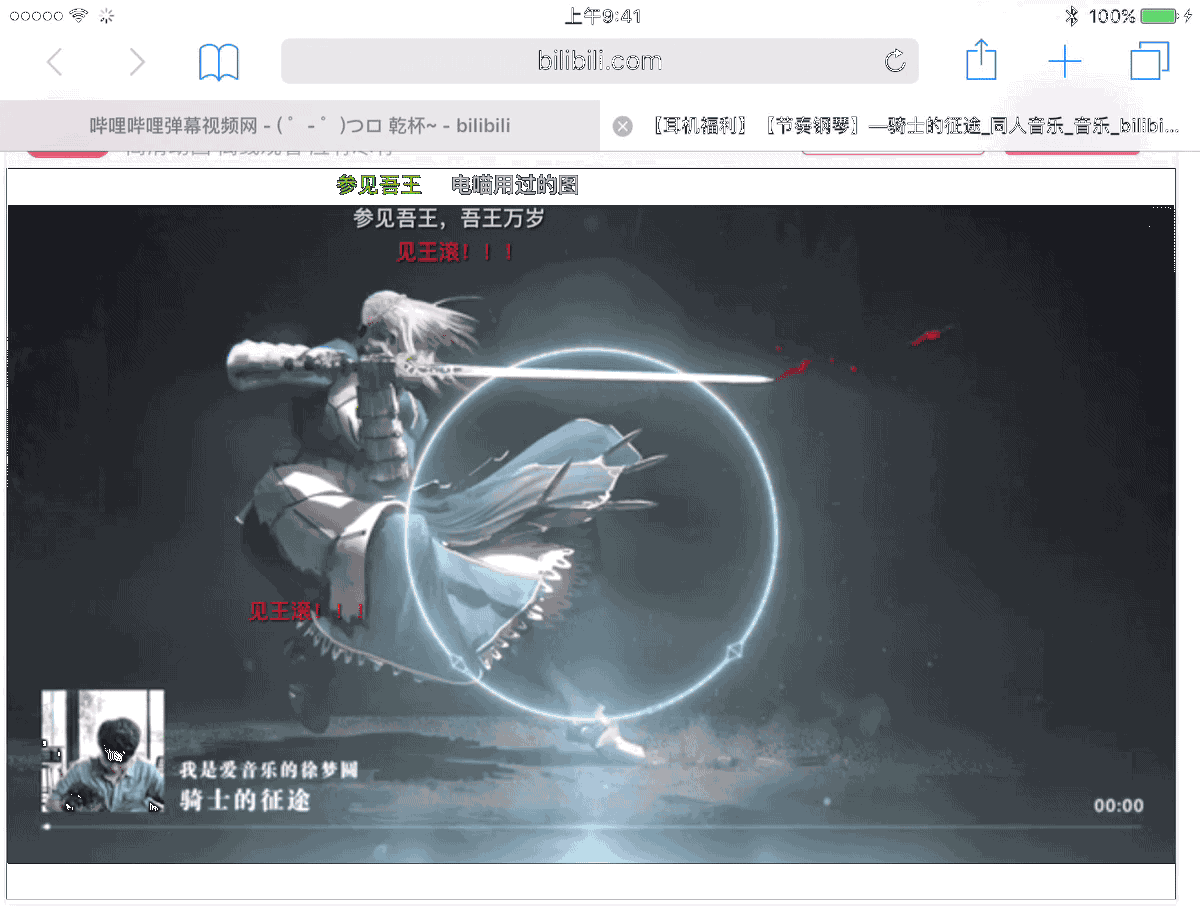 上午9:41
100%
bilibili.com
哔哩哔哩弹幕视频网 - ( ゜- ゜)つロ 乾杯~ - bilibili
【耳机福利】【节奏钢琴】—骑士的征途_同人音乐_音乐_bilibi...
参见吾王 电喵用过的图
参见吾王，吾王万岁
见王滚！！！
见王滚！！！
我是爱音乐的徐梦圆
骑士的征途
00:00